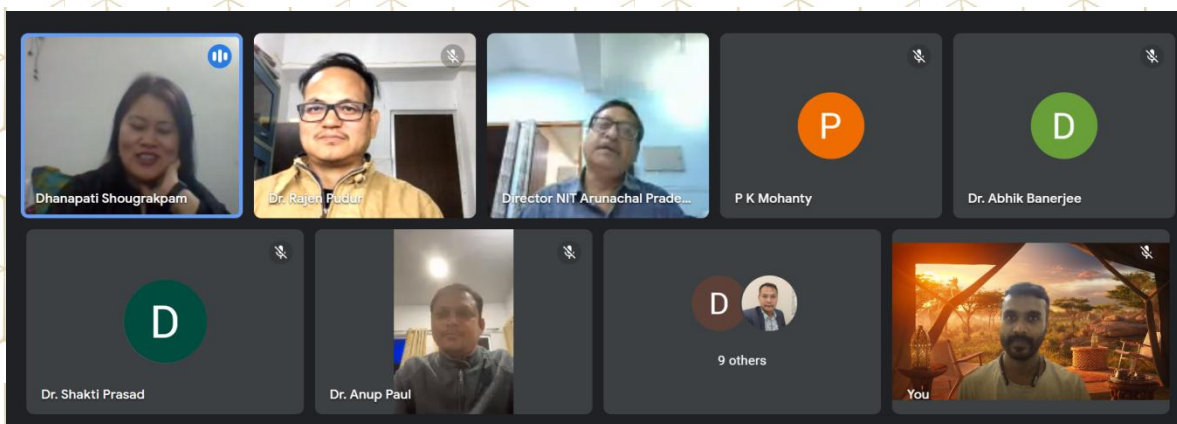 Dhanapati Shougrakpam
Dr. Rajen Pudur
Director NIT Arunachal Prade...
P
P K Mohanty
D
Dr. Abhik Banerjee
D
Dr. Shakti Prasad
Dr. Anup Paul
D
9 others
You